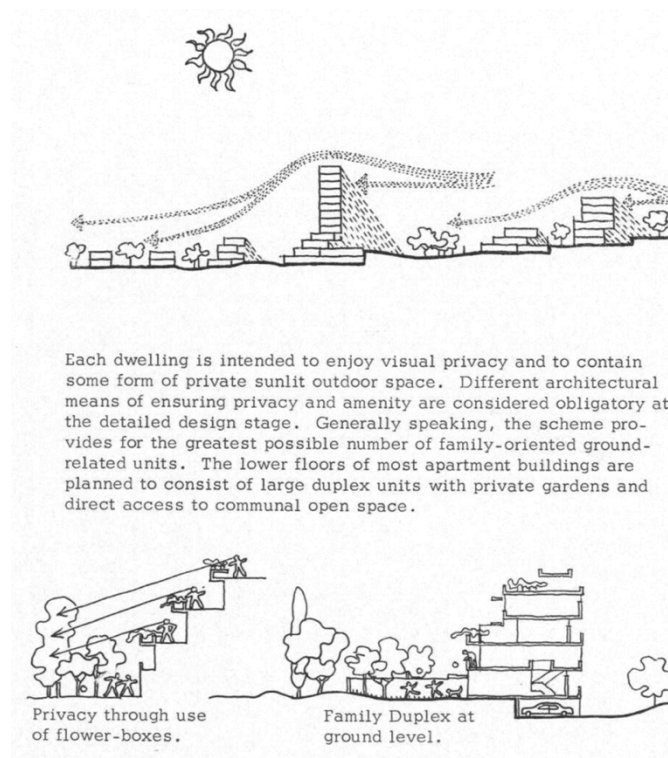 Each dwelling is intended to enjoy visual privacy and to contain
some form of private sunlit outdoor space. Different architectural
means of ensuring privacy and amenity are considered obligatory at
the detailed design stage. Generally speaking, the scheme pro-
vides for the greatest possible number of family-oriented ground-
related units. The lower floors of most apartment buildings are
planned to consist of large duplex units with private gardens and
direct access to communal open space.
Privacy through use
of flower-boxes.
Family Duplex at
ground level.